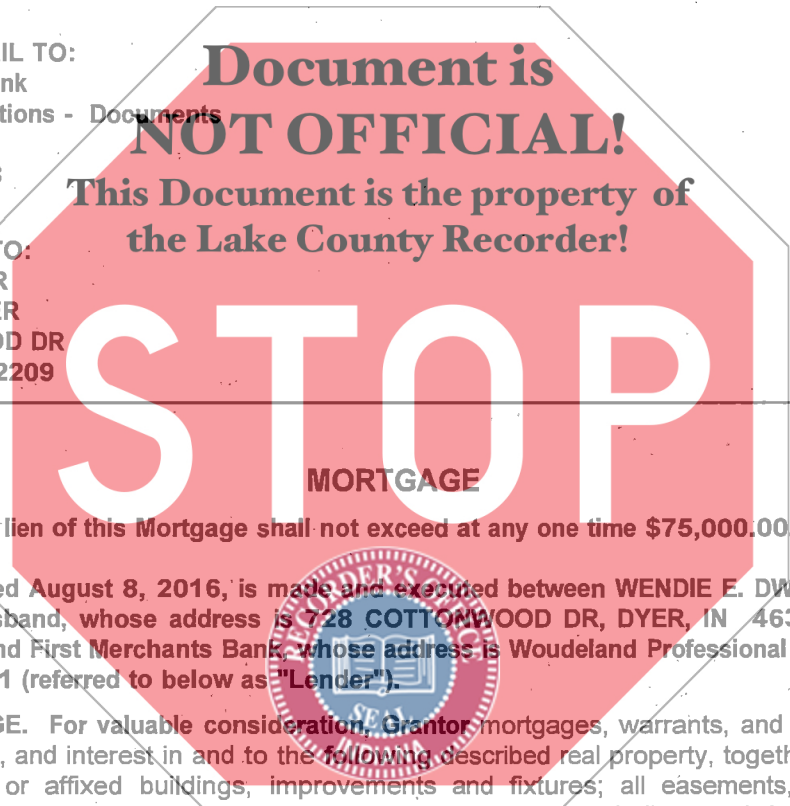 IL TO:
nk
tions - Documents
Document is
NOT OFFICIAL!
This Document is the property of
the Lake County Recorder!
TO:
R
ER
OD DR
2209
STOP
MORTGAGE
lien of this Mortgage shall not exceed at any one time $75,000.00.
ed August 8, 2016, is made and executed between WENDIE E. DW
sband, whose address is 728 COTTONWOOD DR, DYER, IN 463
nd First Merchants Bank, whose address is Woudeland Professional
1 (referred to below as "Lender").
GE. For valuable consideration, Grantor mortgages, warrants, and
, and interest in and to the following described real property, togeth
or affixed buildings, improvements and fixtures; all easements,
RECORDER'S OFFICE
SEAL